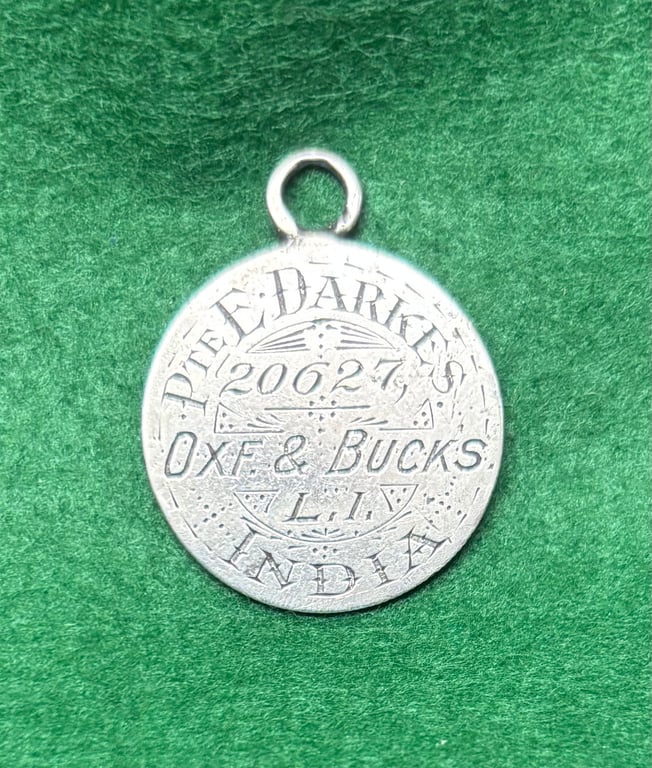 PTE E. DARKES
20627,
OXF. & BUCKS.
L.I.
INDIA